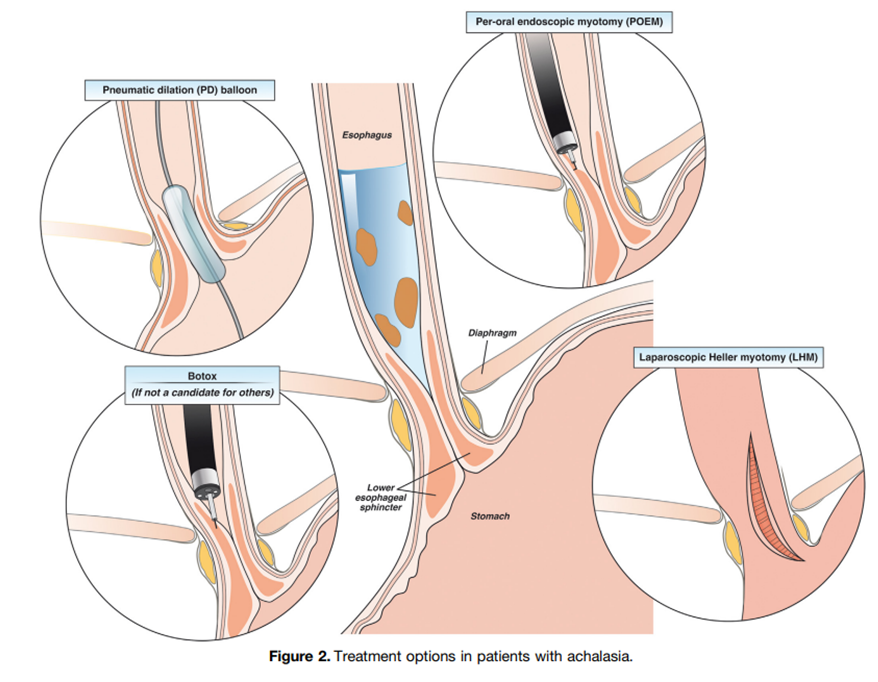 Per-oral endoscopic myotomy (POEM)
Pneumatic dilation (PD) balloon
Esophagus
Diaphragm
Laparoscopic Heller myotomy (LHM)
Botox
(If not a candidate for others)
Lower
esophageal
sphincter
Stomach
Figure 2. Treatment options in patients with achalasia.